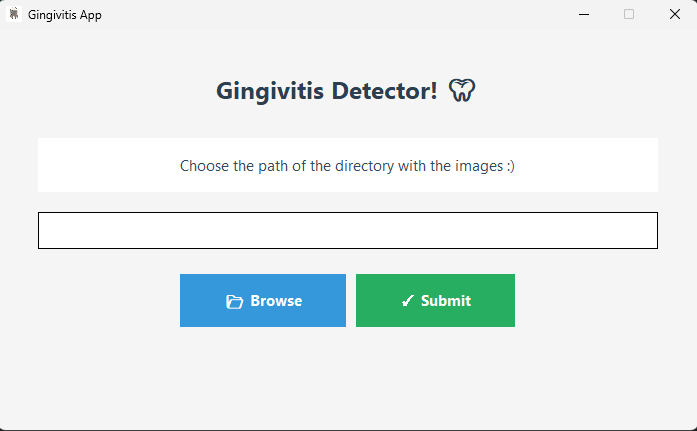 Gingivitis App
Gingivitis Detector! 🦷
Choose the path of the directory with the images :)
📂 Browse
✓ Submit